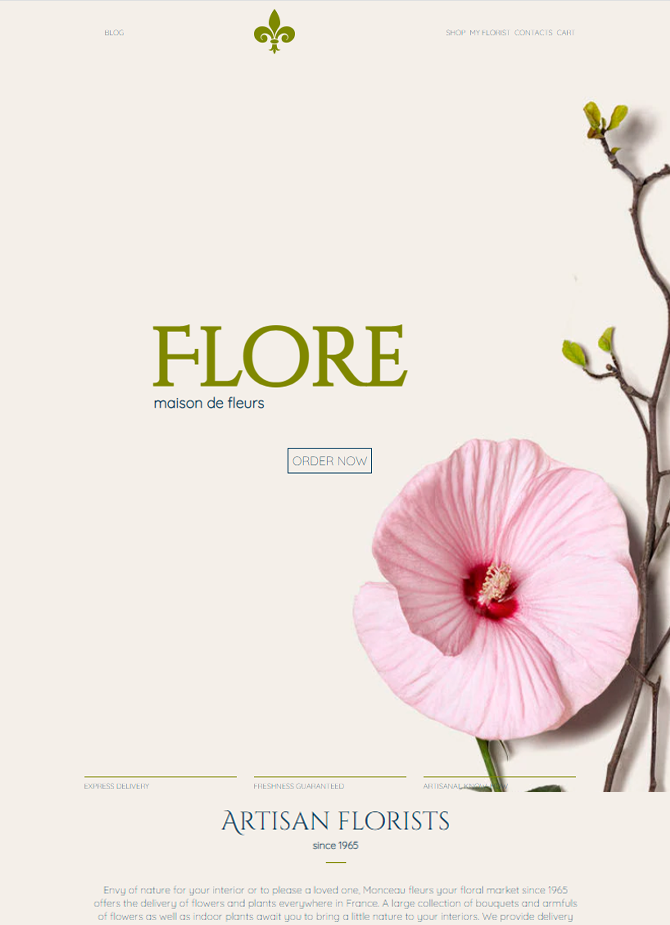 BLOG
SHOP MY FLORIST CONTACTS CART
FLORE
maison de fleurs
ORDER NOW
EXPRESS DELIVERY
FRESHNESS GUARANTEED
ARTISANAL
ARTISAN FLORISTS
since 1965
Envy of nature for your interior or to please a loved one, Monceau fleurs your floral market since 1965
offers the delivery of flowers and plants everywhere in France. A large collection of bouquets and armfuls
of flowers as well as indoor plants await you to bring a little nature to your interiors. We provide delivery